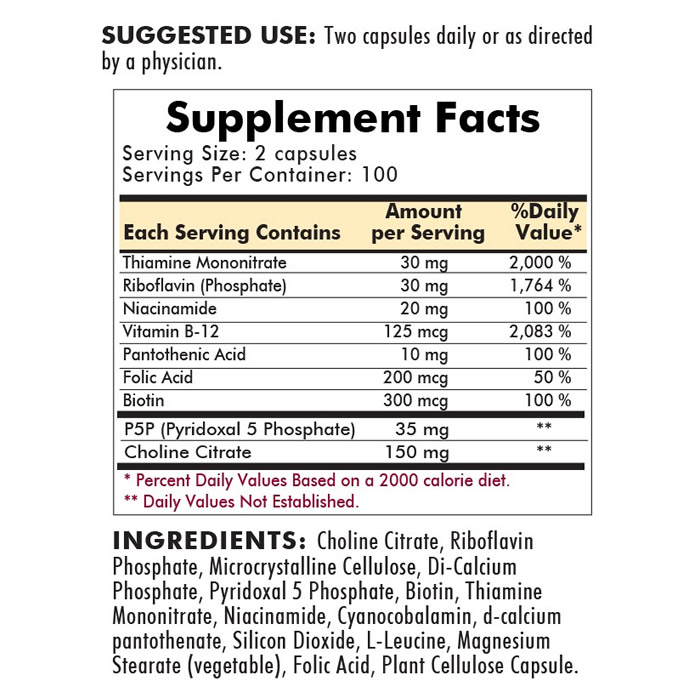 SUGGESTED USE: Two capsules daily or as directed
by a physician.
Supplement Facts
Serving Size: 2 capsules
Servings Per Container: 100
Each Serving Contains Amount per Serving %Daily Value*
Thiamine Mononitrate 30 mg 2,000 %
Riboflavin (Phosphate) 30 mg 1,764 %
Niacinamide 20 mg 100 %
Vitamin B-12 125 mcg 2,083 %
Pantothenic Acid 10 mg 100 %
Folic Acid 200 mcg 50 %
Biotin 300 mcg 100 %
P5P (Pyridoxal 5 Phosphate) 35 mg **
Choline Citrate 150 mg **
* Percent Daily Values Based on a 2000 calorie diet.
** Daily Values Not Established.
INGREDIENTS: Choline Citrate, Riboflavin
Phosphate, Microcrystalline Cellulose, Di-Calcium
Phosphate, Pyridoxal 5 Phosphate, Biotin, Thiamine
Mononitrate, Niacinamide, Cyanocobalamin, d-calcium
pantothenate, Silicon Dioxide, L-Leucine, Magnesium
Stearate (vegetable), Folic Acid, Plant Cellulose Capsule.